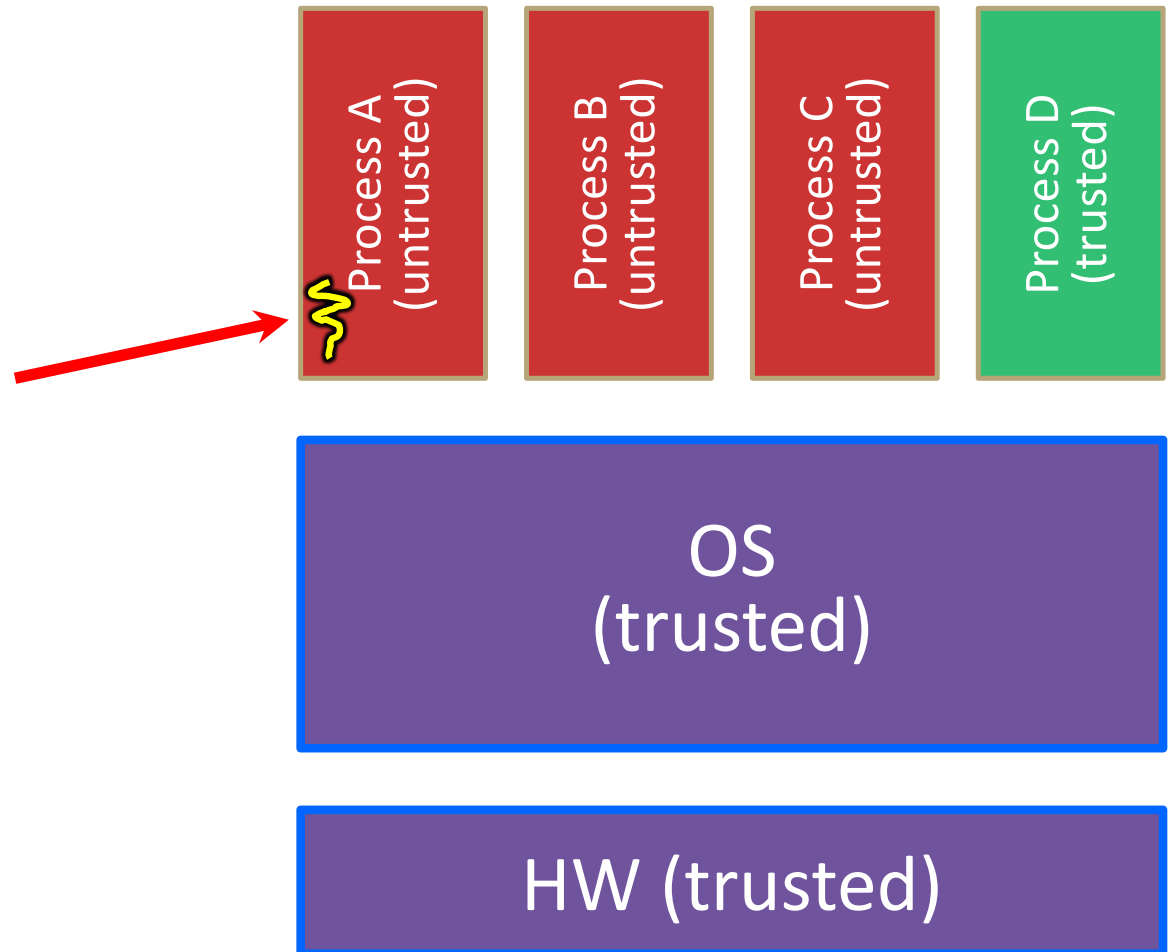 Process A
(untrusted)
Process B
(untrusted)
Process C
(untrusted)
Process D
(trusted)
OS
(trusted)
HW (trusted)